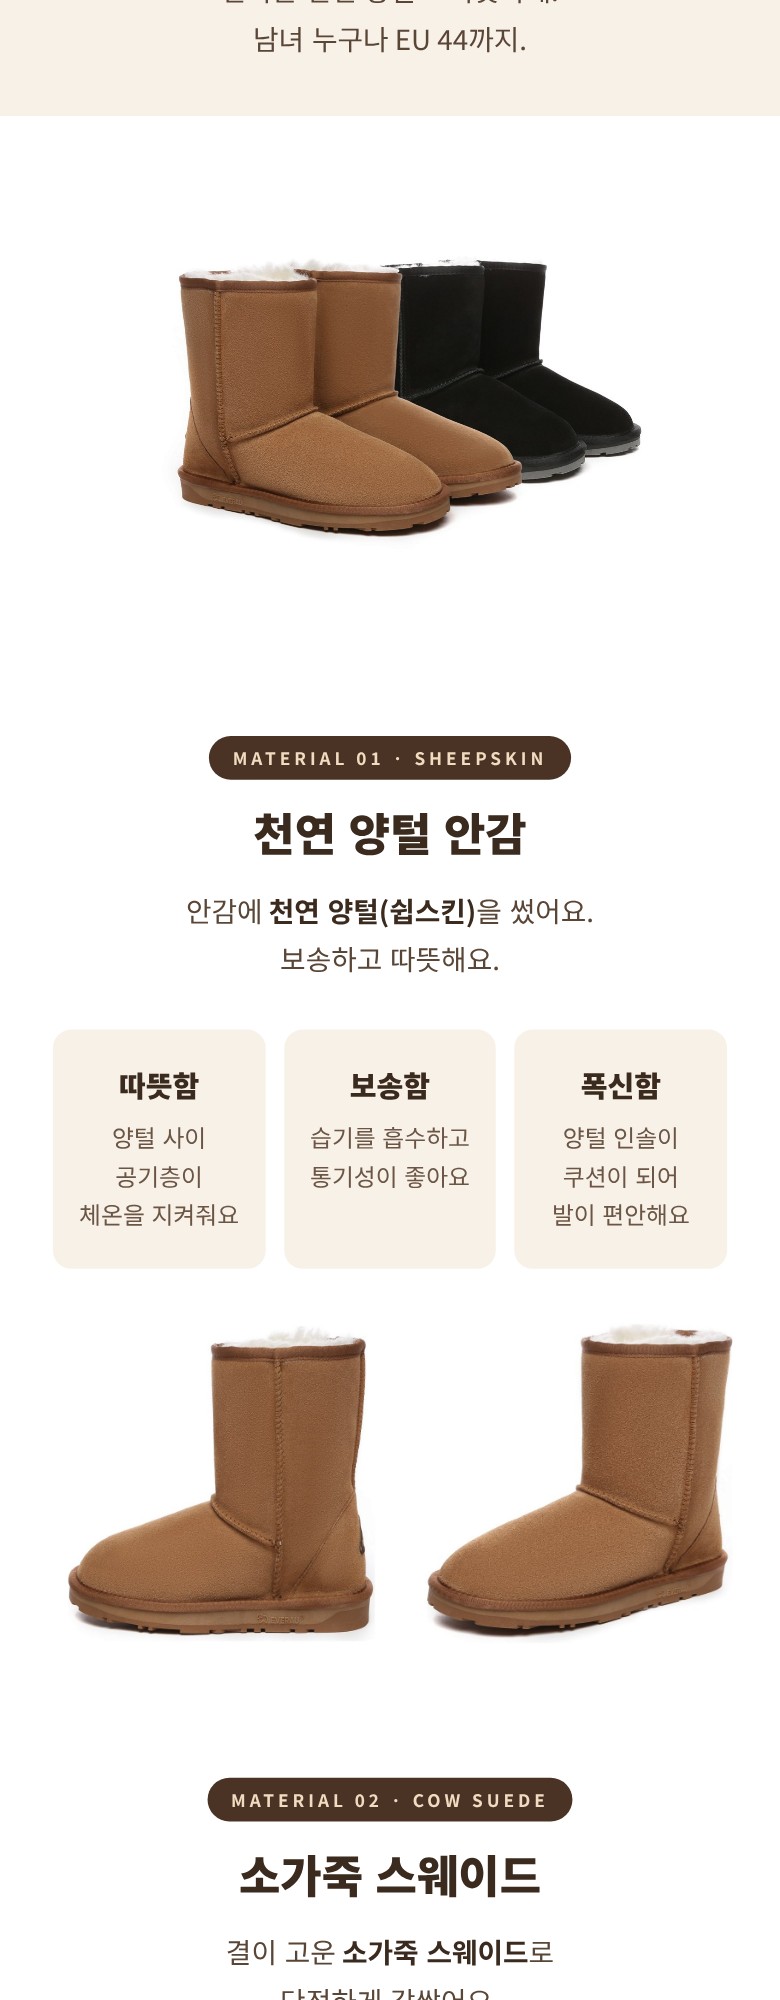 남녀 누구나 EU 44까지.
MATERIAL 01 · SHEEPSKIN
천연 양털 안감
안감에 천연 양털(쉽스킨)을 썼어요.
보송하고 따뜻해요.
따뜻함
양털 사이
공기층이
체온을 지켜줘요
보송함
습기를 흡수하고
통기성이 좋아요
폭신함
양털 인솔이
쿠션이 되어
발이 편안해요
MATERIAL 02 · COW SUEDE
소가죽 스웨이드
결이 고운 소가죽 스웨이드로